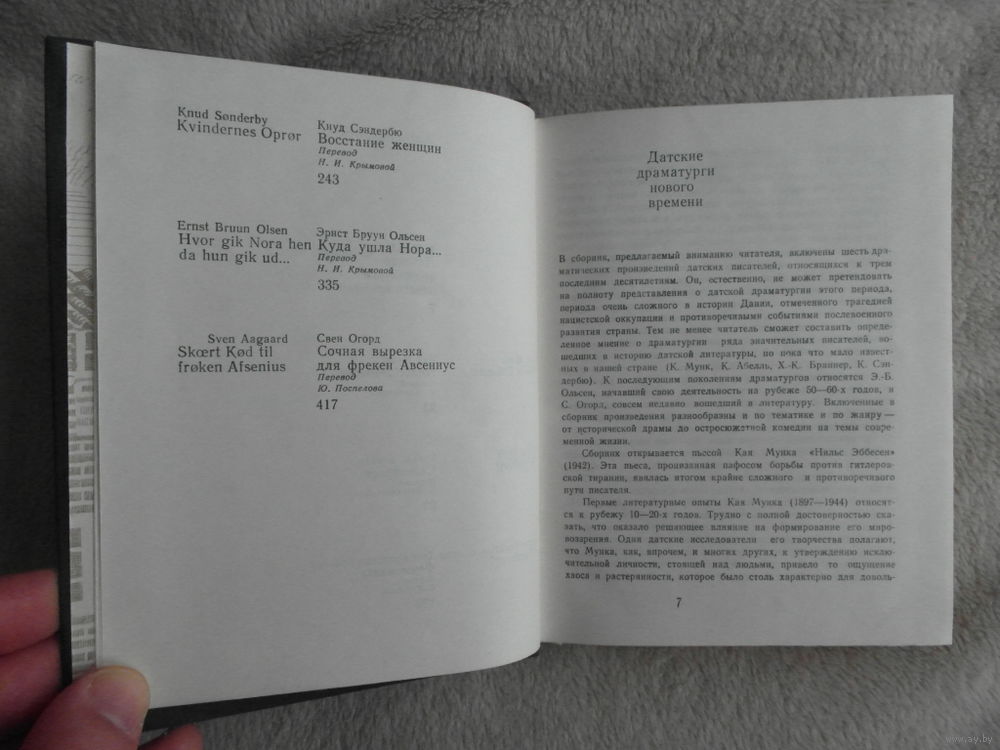 Knud Sønderby
Kvindernes Oprør
Кнуд Сэндербю
Восстание женщин
Перевод
Н. И. Крымовой
243
Ernst Bruun Olsen
Hvor gik Nora hen
da hun gik ud...
Эрнст Бруун Ольсен
Куда ушла Нора...
Перевод
Н. И. Крымовой
335
Sven Aagaard
Skært Kød til
frøken Afsenius
Свен Огорд
Сочная вырезка
для фрекен Авсениус
Перевод
Ю. Поспелова
417
Датские
драматурги
нового
времени
В сборник, предлагаемый вниманию читателя, включены шесть дра-
матических произведений датских писателей, относящихся к трем
последним десятилетиям. Он, естественно, не может претендовать
на полноту представления о датской драматургии этого периода,
периода очень сложного в истории Дании, отмеченного трагедией
нацистской оккупации и противоречивыми событиями послевоенного
развития страны. Тем не менее читатель сможет составить опреде-
ленное мнение о драматургии ряда значительных писателей, во-
шедших в историю датской литературы, но пока что мало извест-
ных в нашей стране (К. Мунк, К. Абелль, Х.-К. Браннер, К. Сэн-
дербю). К последующим поколениям драматургов относятся Э.-Б.
Ольсен, начавший свою деятельность на рубеже 50—60-х годов, и
С. Огорд, совсем недавно вошедший в литературу. Включенные в
сборник произведения разнообразны и по тематике и по жанру —
от исторической драмы до остросюжетной комедии на темы совре-
менной жизни.
Сборник открывается пьесой Кая Мунка «Нильс Эббесен»
(1942). Эта пьеса, пронизанная пафосом борьбы против гитлеров-
ской тирании, явилась итогом крайне сложного и противоречивого
пути писателя.
Первые литературные опыты Кая Мунка (1897—1944) относят-
ся к рубежу 10—20-х годов. Трудно с полной достоверностью ска-
зать, что оказало решающее влияние на формирование его миро-
воззрения. Одни датские исследователи его творчества полагают,
что Мунка, как, впрочем, и многих других, к утверждению исклю-
чительной личности, стоящей над людьми, привело то ощущение
хаоса и растерянности, которое было столь характерно для доволь-
7
www.ay.by